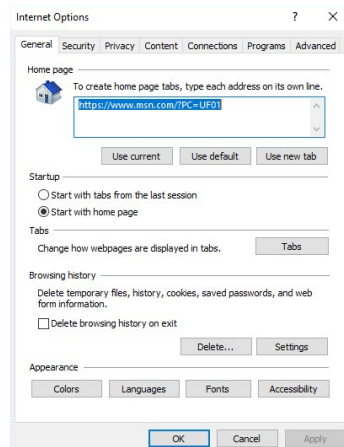 Internet Options ? X
General Security Privacy Content Connections Programs Advanced
Home page
To create home page tabs, type each address on its own line.
https://www.msn.com/?PC=UF01
Use current Use default Use new tab
Startup
Start with tabs from the last session
Start with home page
Tabs
Change how webpages are displayed in tabs. Tabs
Browsing history
Delete temporary files, history, cookies, saved passwords, and web
form information.
Delete browsing history on exit
Delete... Settings
Appearance
Colors Languages Fonts Accessibility
OK Cancel Apply